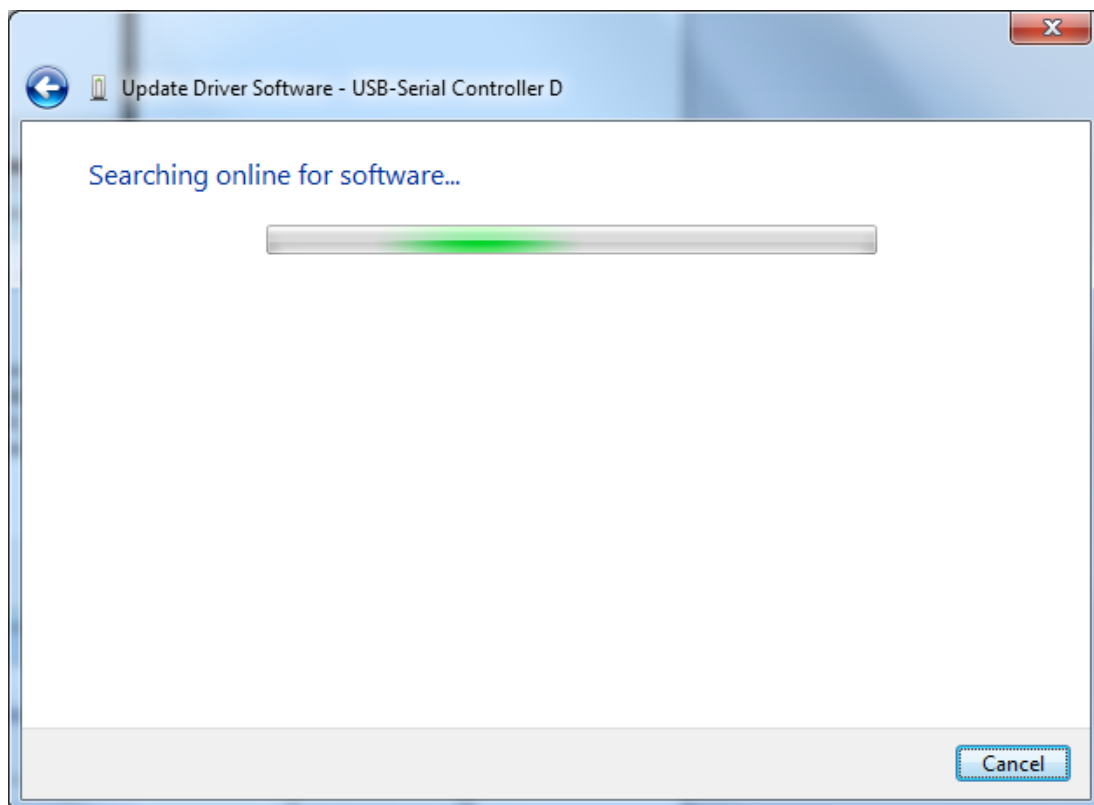 Update Driver Software - USB-Serial Controller D
Searching online for software...
Cancel